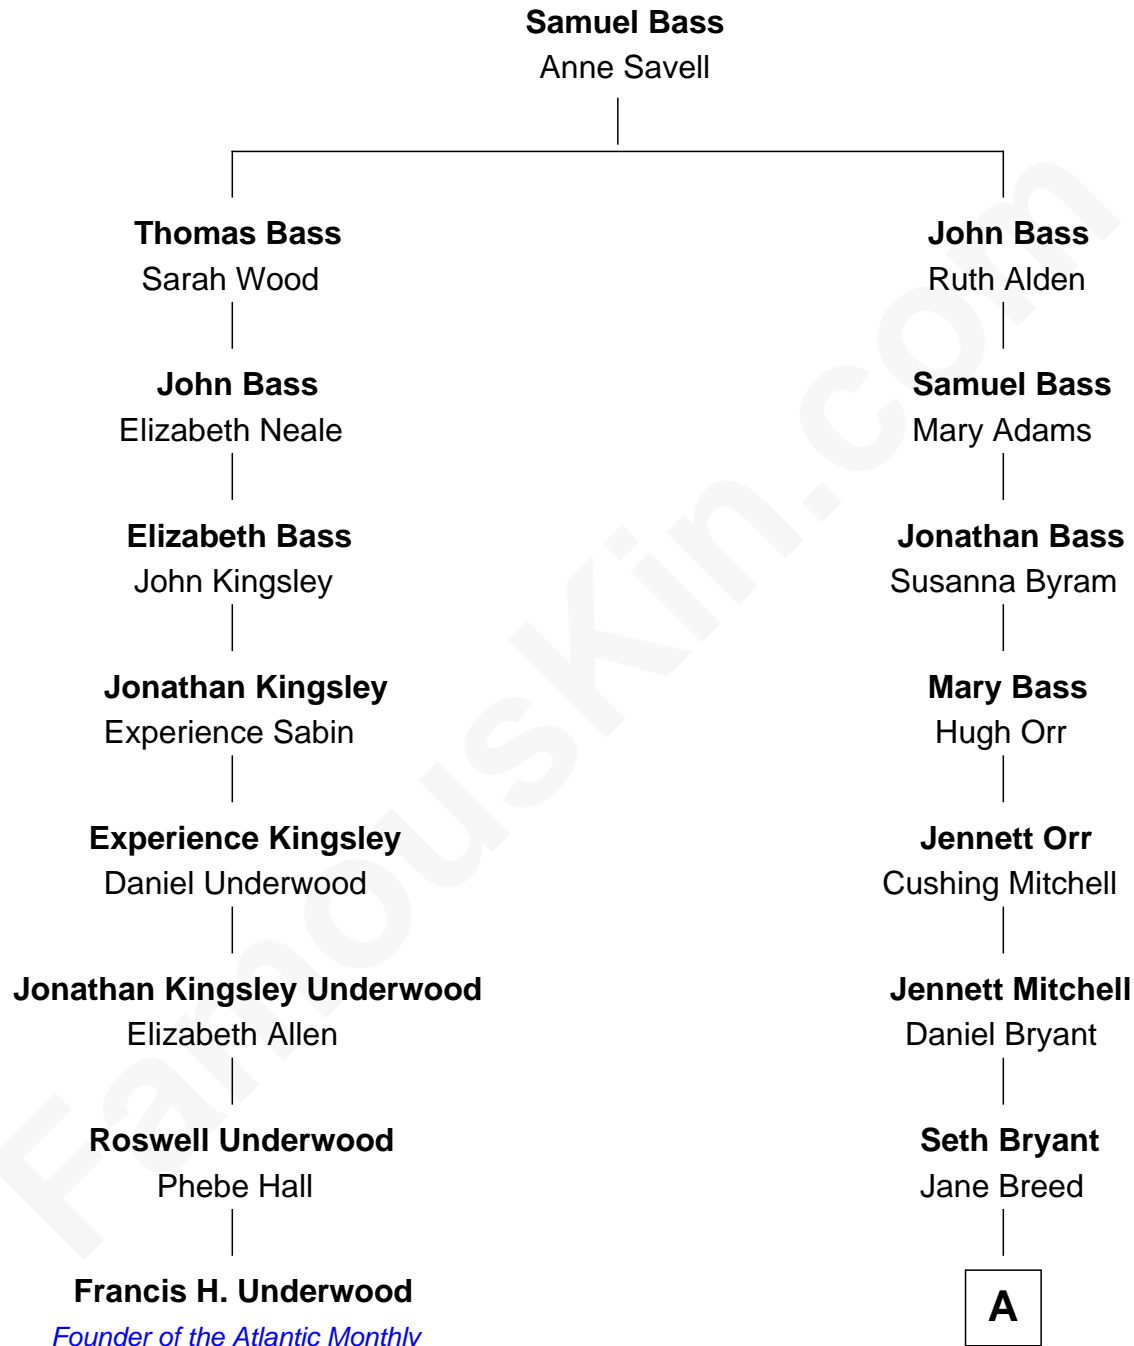 Samuel Bass
Anne Savell
Thomas Bass
Sarah Wood
John Bass
Ruth Alden
John Bass
Elizabeth Neale
Samuel Bass
Mary Adams
Elizabeth Bass
John Kingsley
Jonathan Bass
Susanna Byram
Jonathan Kingsley
Experience Sabin
Mary Bass
Hugh Orr
Experience Kingsley
Daniel Underwood
Jennett Orr
Cushing Mitchell
Jonathan Kingsley Underwood
Elizabeth Allen
Jennett Mitchell
Daniel Bryant
Roswell Underwood
Phebe Hall
Seth Bryant
Jane Breed
Francis H. Underwood
Founder of the Atlantic Monthly
A
FamousKin.com